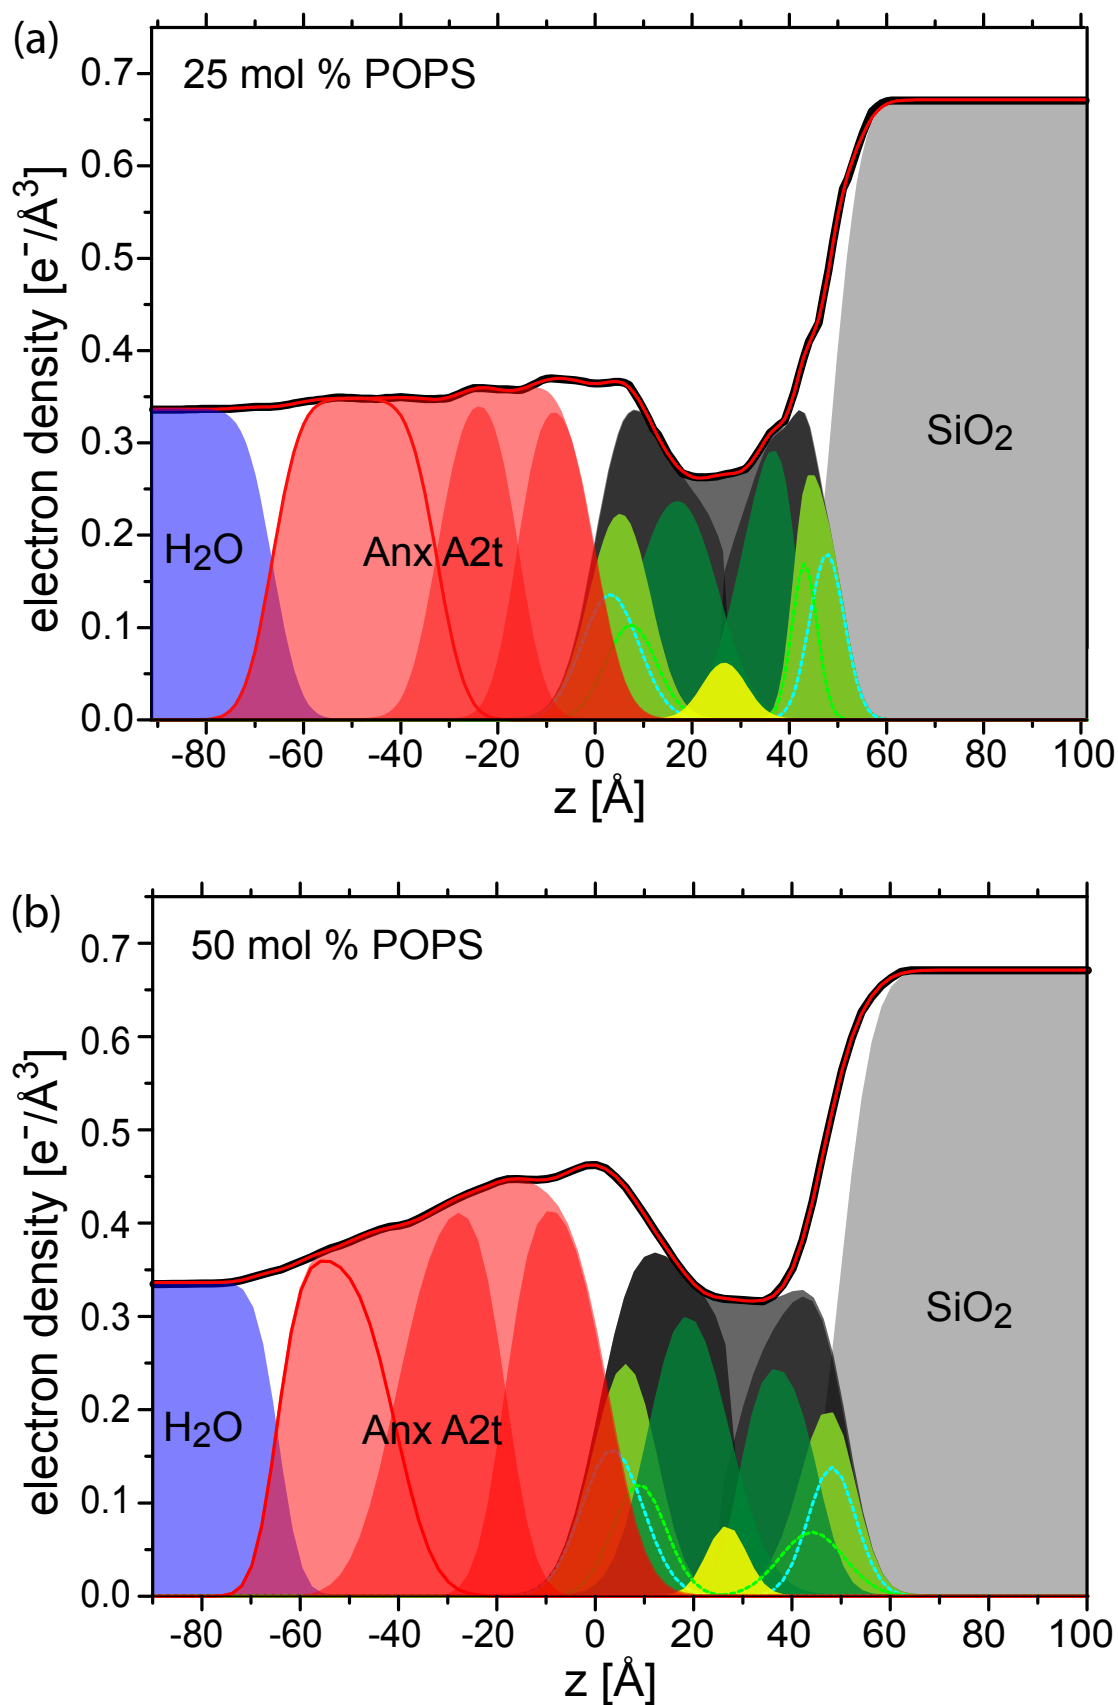 (a)
25 mol % POPS
0.7
0.6
0.5
0.4
0.3
0.2
0.1
0.0
electron density [e⁻/Å³]
H₂O
Anx A2t
SiO₂
-80 -60 -40 -20 0 20 40 60 80 100
z [Å]
(b)
50 mol % POPS
0.7
0.6
0.5
0.4
0.3
0.2
0.1
0.0
electron density [e⁻/Å³]
H₂O
Anx A2t
SiO₂
-80 -60 -40 -20 0 20 40 60 80 100
z [Å]